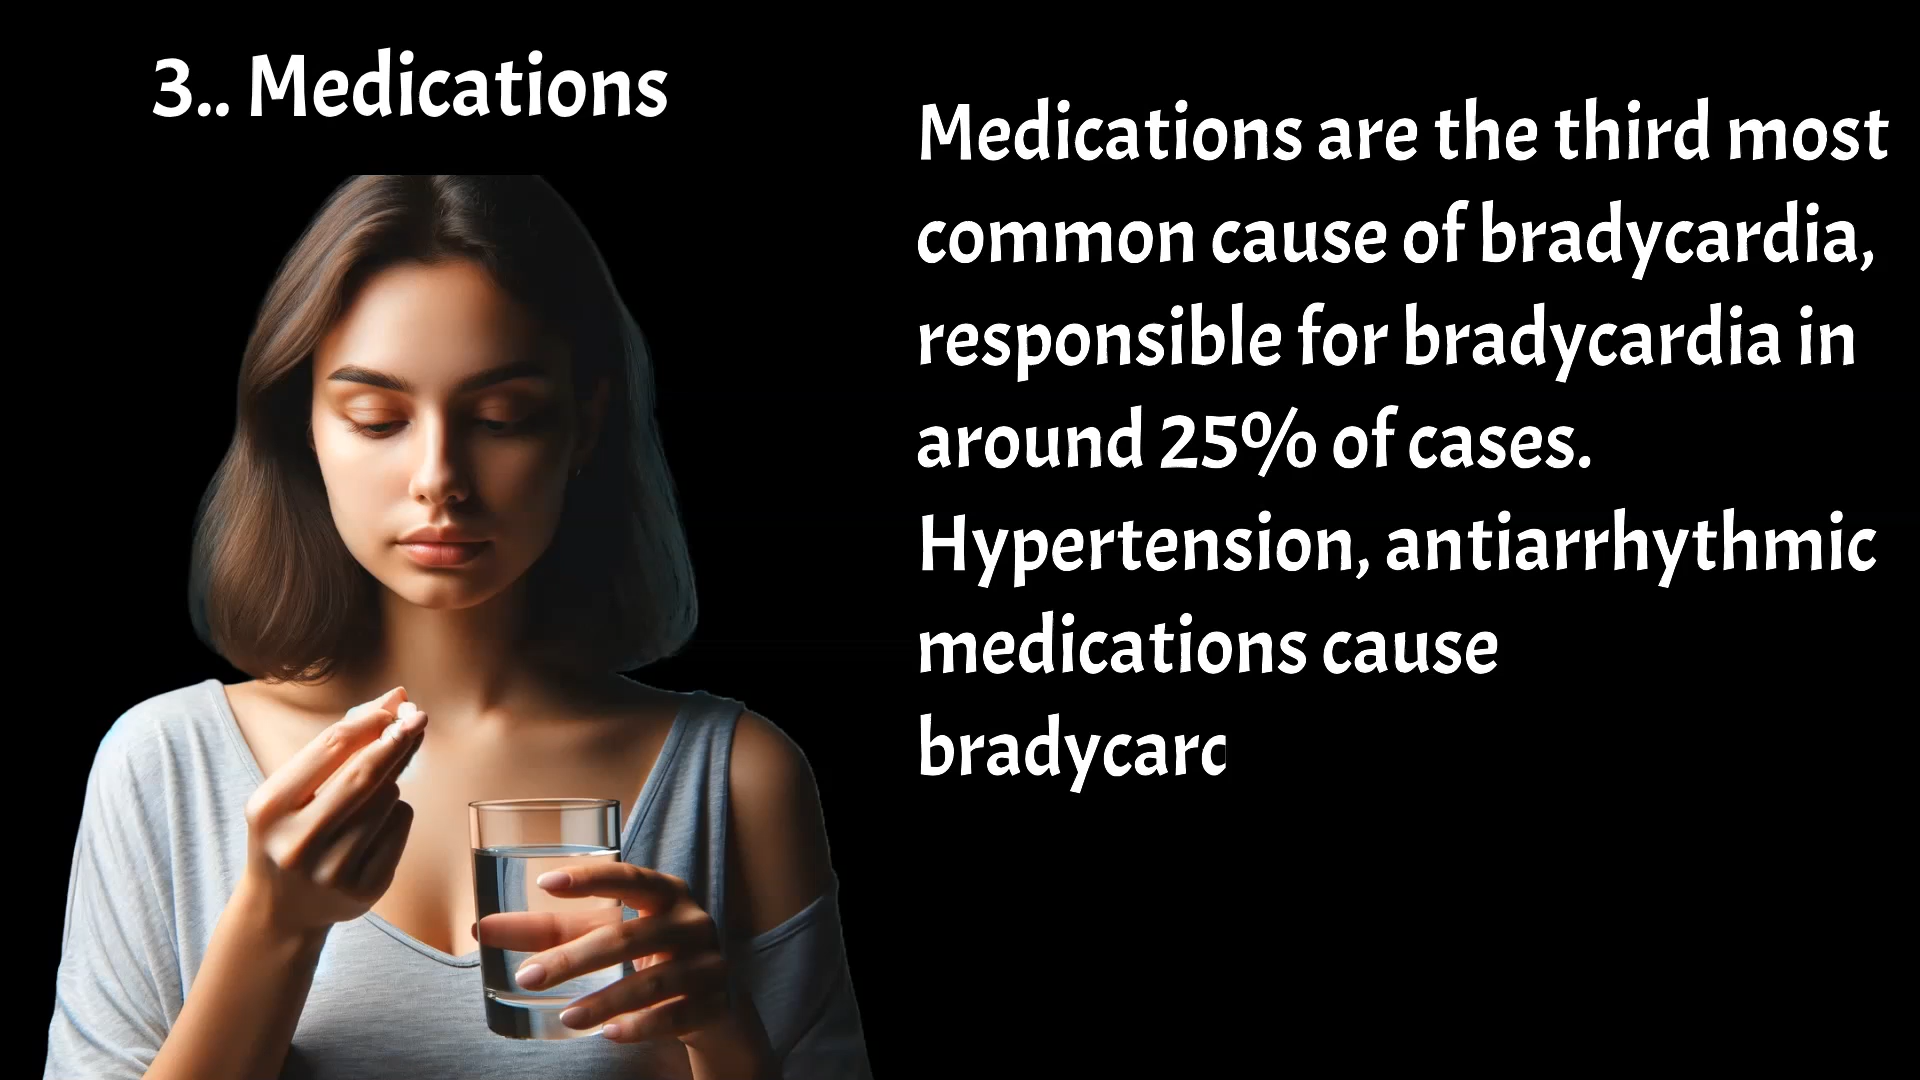 3.. Medications
Medications are the third most
common cause of bradycardia,
responsible for bradycardia in
around 25% of cases.
Hypertension, antiarrhythmic
medications cause
bradycarc